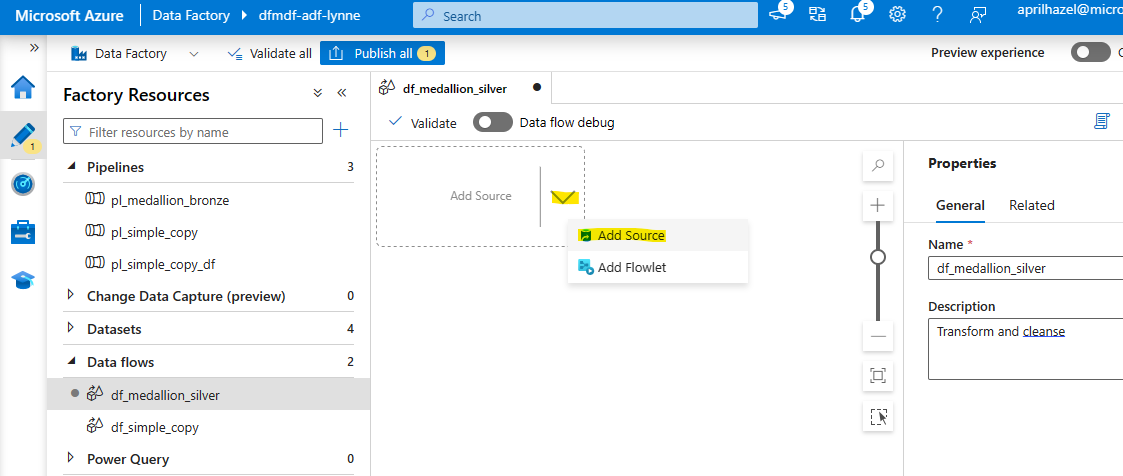 Microsoft Azure
Data Factory
dfmdf-adf-lynne
Search
5
5
aprilhazel@micro
Data Factory
Validate all
Publish all
1
Preview experience
1
Factory Resources
Filter resources by name
Pipelines 3
pl_medallion_bronze
pl_simple_copy
pl_simple_copy_df
Change Data Capture (preview) 0
Datasets 4
Data flows 2
df_medallion_silver
df_simple_copy
Power Query 0
df_medallion_silver
Validate
Data flow debug
Add Source
Add Source
Add Flowlet
Properties
General
Related
Name *
df_medallion_silver
Description
Transform and cleanse